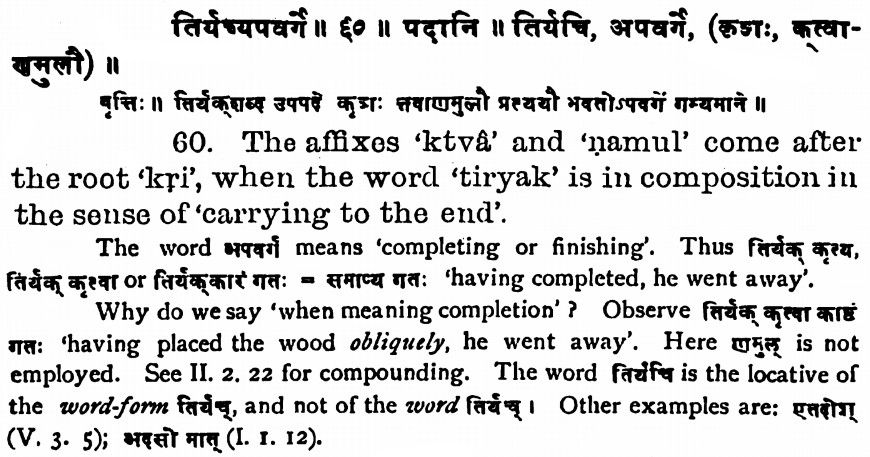 तिर्यच्यपवर्गे ॥ ६० ॥ पदानि ॥ तिर्यचि, अपवर्गे, (कृञः, क्त्वा-
णमुलौ) ॥
वृत्तिः ॥ तिर्यक्शब्द उपपदे कृञः क्त्वाणमुलौ प्रत्ययौ भवतोऽपवर्गे गम्यमाने ॥
60. The affixes ‘ktvâ’ and ‘ṇamul’ come after
the root ‘kṛi’, when the word ‘tiryak’ is in composition in
the sense of ‘carrying to the end’.
The word अपवर्ग means ‘completing or finishing’. Thus तिर्यक् कृत्य,
तिर्यक् कृत्वा or तिर्यक्कारं गतः = समाप्य गतः ‘having completed, he went away’.
Why do we say ‘when meaning completion’ ? Observe तिर्यक् कृत्वा काष्ठं
गतः ‘having placed the wood obliquely, he went away’. Here णमुल् is not
employed. See II. 2. 22 for compounding. The word तिर्यचि is the locative of
the word-form तिर्यच्, and not of the word तिर्यच् । Other examples are: एतदोश्
(V. 3. 5); अदसो मात् (I. 1. 12).